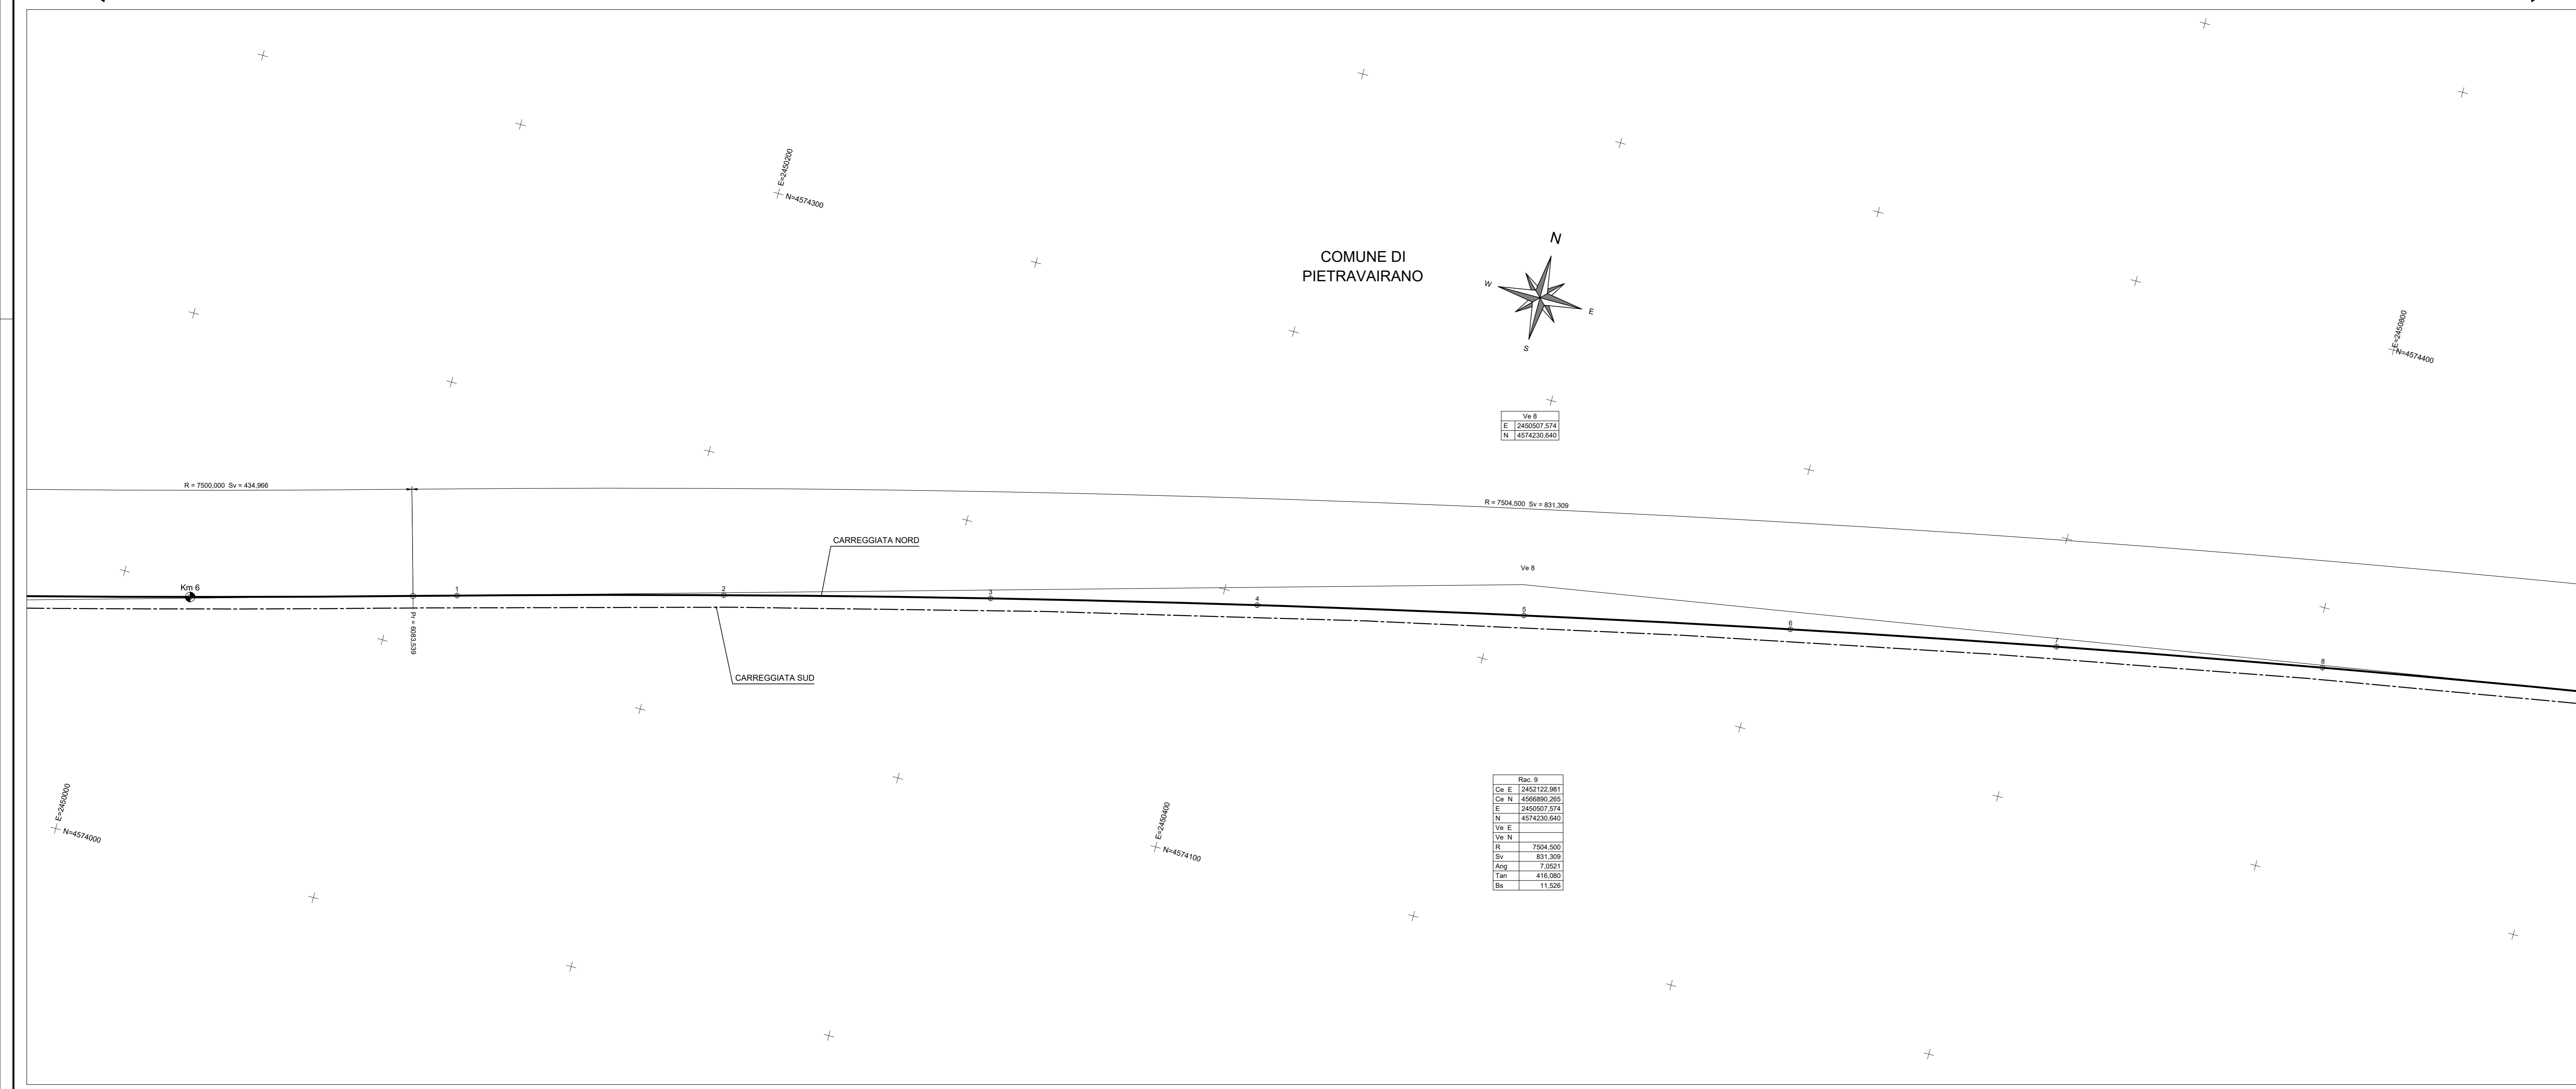 E=2450200
N=4574300
COMUNE DI
PIETRAVAIRANO
N
W
E
S
E=2450800
N=4574400
Ve 8
E 2450507,574
N 4574230,640
R = 7500,000 Sv = 434,966
R = 7504,500 Sv = 831,309
CARREGGIATA NORD
Ve 8
Km 6
1
2
3
4
5
6
7
8
Pr = 6083,539
CARREGGIATA SUD
E=2450000
N=4574000
E=2450400
N=4574100
Rac. 9
Ce E 2452122,981
Ce N 4566890,265
E 2450507,574
N 4574230,640
Ve E
Ve N
R 7504,500
Sv 831,309
Ang 7,0521
Tan 416,080
Bs 11,526